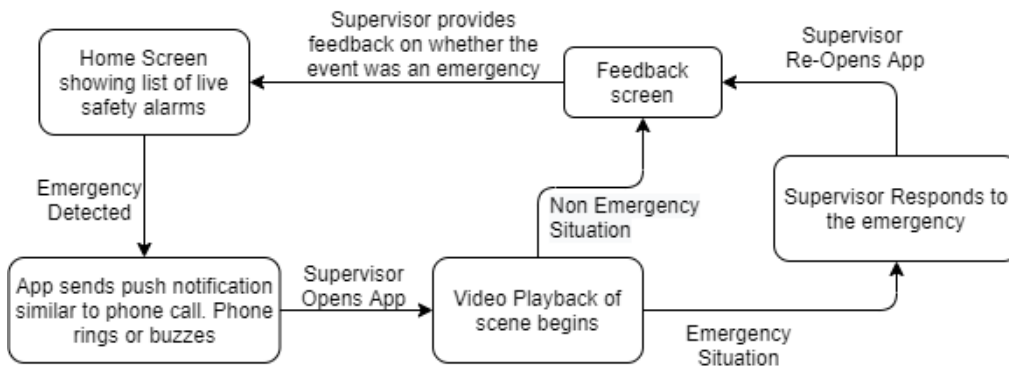 Supervisor provides
feedback on whether the
event was an emergency
Supervisor
Re-Opens App
Home Screen
showing list of live
safety alarms
Feedback
screen
Emergency
Detected
Non Emergency
Situation
Supervisor Responds to
the emergency
App sends push notification
similar to phone call. Phone
rings or buzzes
Supervisor
Opens App
Video Playback of
scene begins
Emergency
Situation